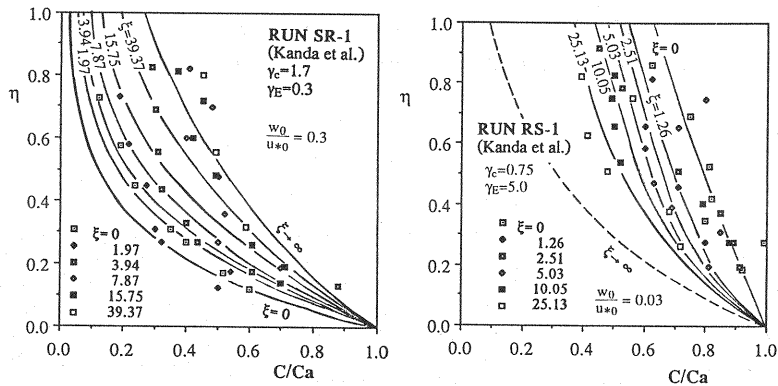 1.0
0.8
0.6
0.4
0.2
0.0
η
3.94
1.97
7.87
15.75
ξ=39.37
RUN SR-1
(Kanda et al.)
γc=1.7
γE=0.3
w0/u*0 = 0.3
ξ→∞
ξ=0
ξ=0
1.97
3.94
7.87
15.75
39.37
0.0 0.2 0.4 0.6 0.8 1.0
C/Ca
1.0
0.8
0.6
0.4
0.2
0.0
η
25.13
10.05
5.03
2.51
ξ=1.26
ξ=0
RUN RS-1
(Kanda et al.)
γc=0.75
γE=5.0
ξ=0
1.26
2.51
5.03
10.05
25.13
ξ→∞
w0/u*0 = 0.03
0.0 0.2 0.4 0.6 0.8 1.0
C/Ca